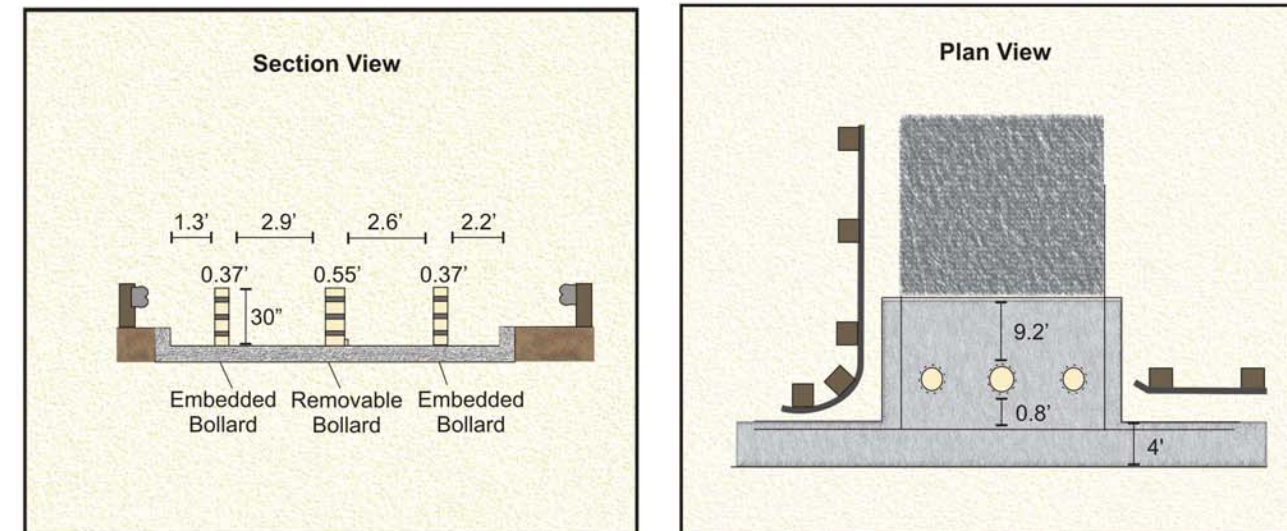 Section View
1.3’ 2.9’ 2.6’ 2.2’
0.37’ 0.55’ 0.37’
30”
Embedded Removable Embedded
Bollard Bollard Bollard
Plan View
9.2’
0.8’
4'